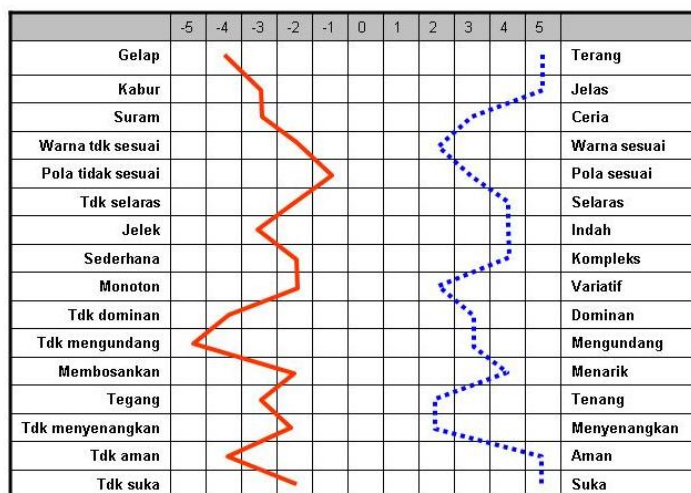 -5 -4 -3 -2 -1 0 1 2 3 4 5
Gelap Terang
Kabur Jelas
Suram Ceria
Warna tdk sesuai Warna sesuai
Pola tidak sesuai Pola sesuai
Tdk selaras Selaras
Jelek Indah
Sederhana Kompleks
Monoton Variatif
Tdk dominan Dominan
Tdk mengundang Mengundang
Membosankan Menarik
Tegang Tenang
Tdk menyenangkan Menyenangkan
Tdk aman Aman
Tdk suka Suka